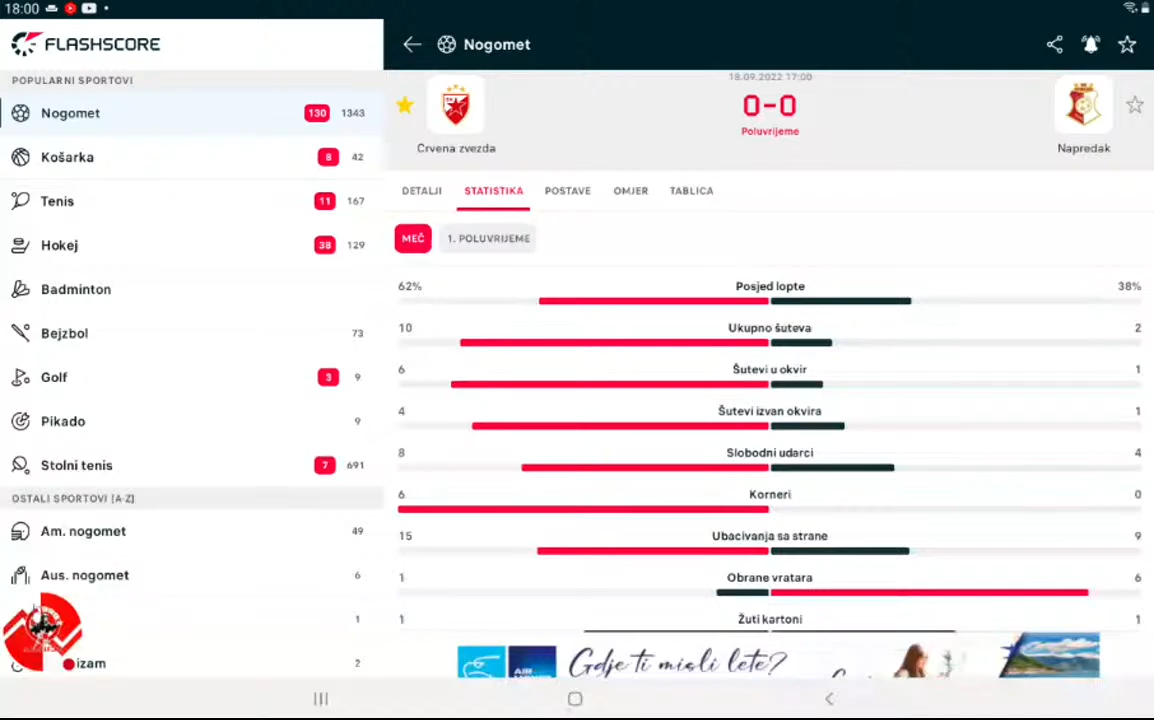 18:00
FLASHSCORE
POPULARNI SPORTOVI
Nogomet 130 1343
Košarka 8 42
Tenis 11 167
Hokej 38 129
Badminton
Bejzbol 73
Golf 3 9
Pikado 9
Stolni tenis 7 691
OSTALI SPORTOVI [A-Z]
Am. nogomet 49
Aus. nogomet 6
1
izam 2
Nogomet
18.09.2022 17:00
0-0
Poluvrijeme
Crvena zvezda
Napredak
DETALJI STATISTIKA POSTAVE OMJER TABLICA
MEČ 1. POLUVRIJEME
62% Posjed lopte 38%
10 Ukupno šuteva 2
6 Šutevi u okvir 1
4 Šutevi izvan okvira 1
8 Slobodni udarci 4
6 Korneri 0
15 Ubacivanja sa strane 9
1 Obrane vratara 6
1 Žuti kartoni 1
Gdje ti misli lete?